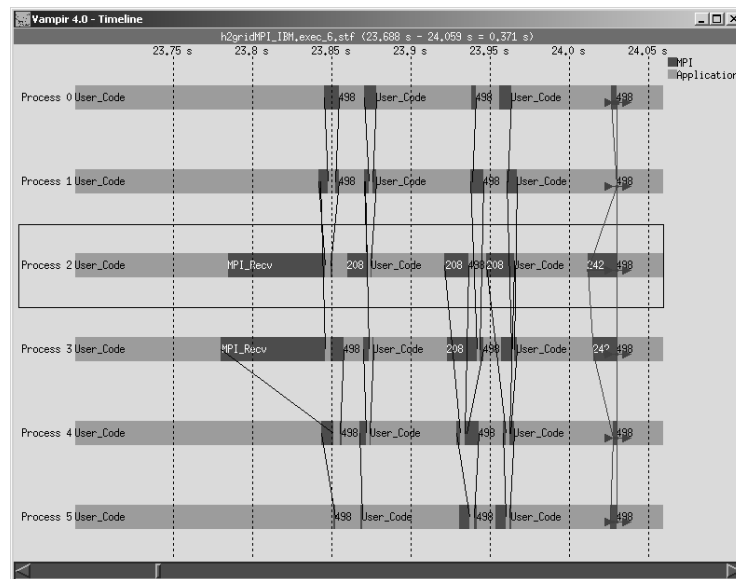 Vampir 4.0 - Timeline
h2gridMPI_IBM.exec_6.stf (23.688 s - 24.059 s = 0.371 s)
23.75 s 23.8 s 23.85 s 23.9 s 23.95 s 24.0 s 24.05 s
MPI
Application
Process 0 User_Code 498 User_Code 498 User_Code 498
Process 1 User_Code 498 User_Code 498 User_Code 498
Process 2 User_Code MPI_Recv 208 User_Code 208 498 208 User_Code 242 498
Process 3 User_Code MPI_Recv 498 User_Code 208 498 User_Code 242 498
Process 4 User_Code 498 User_Code 498 User_Code 498
Process 5 User_Code 498 User_Code 498 User_Code 498